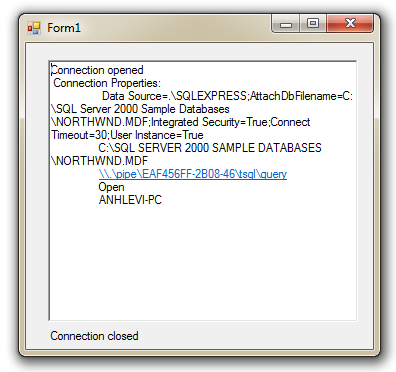 Form1
Connection opened
Connection Properties:
Data Source=.\SQLEXPRESS;AttachDbFilename=C:
\SQL Server 2000 Sample Databases
\NORTHWND.MDF;Integrated Security=True;Connect
Timeout=30;User Instance=True
C:\SQL SERVER 2000 SAMPLE DATABASES
\NORTHWND.MDF
\\.\pipe\EAF456FF-2B08-46\tsql\query
Open
ANHLEVI-PC
Connection closed